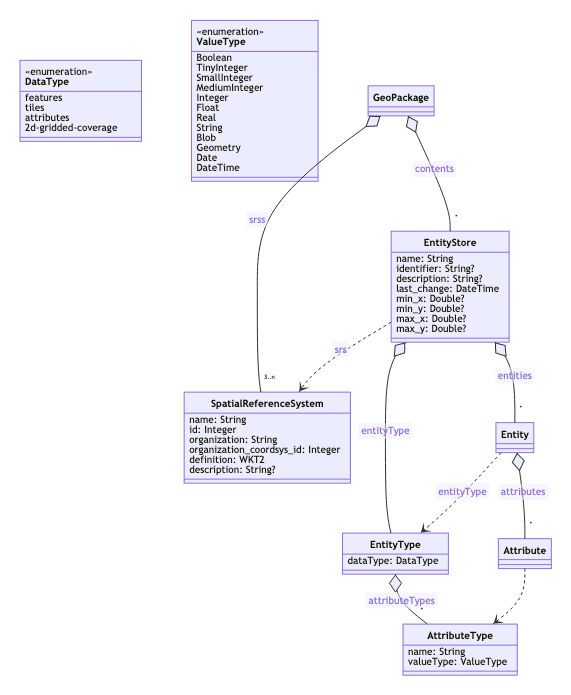 «enumeration»
ValueType
Boolean
TinyInteger
SmallInteger
MediumInteger
Integer
Float
Real
String
Blob
Geometry
Date
DateTime
«enumeration»
DataType
features
tiles
attributes
2d-gridded-coverage
GeoPackage
contents
srss
*
EntityStore
name: String
identifier: String?
description: String?
last_change: DateTime
min_x: Double?
min_y: Double?
max_x: Double?
max_y: Double?
srs
entities
3..n
*
SpatialReferenceSystem
name: String
id: Integer
organization: String
organization_coordsys_id: Integer
definition: WKT2
description: String?
entityType
Entity
entityType
attributes
*
EntityType
dataType: DataType
Attribute
attributeTypes
*
AttributeType
name: String
valueType: ValueType